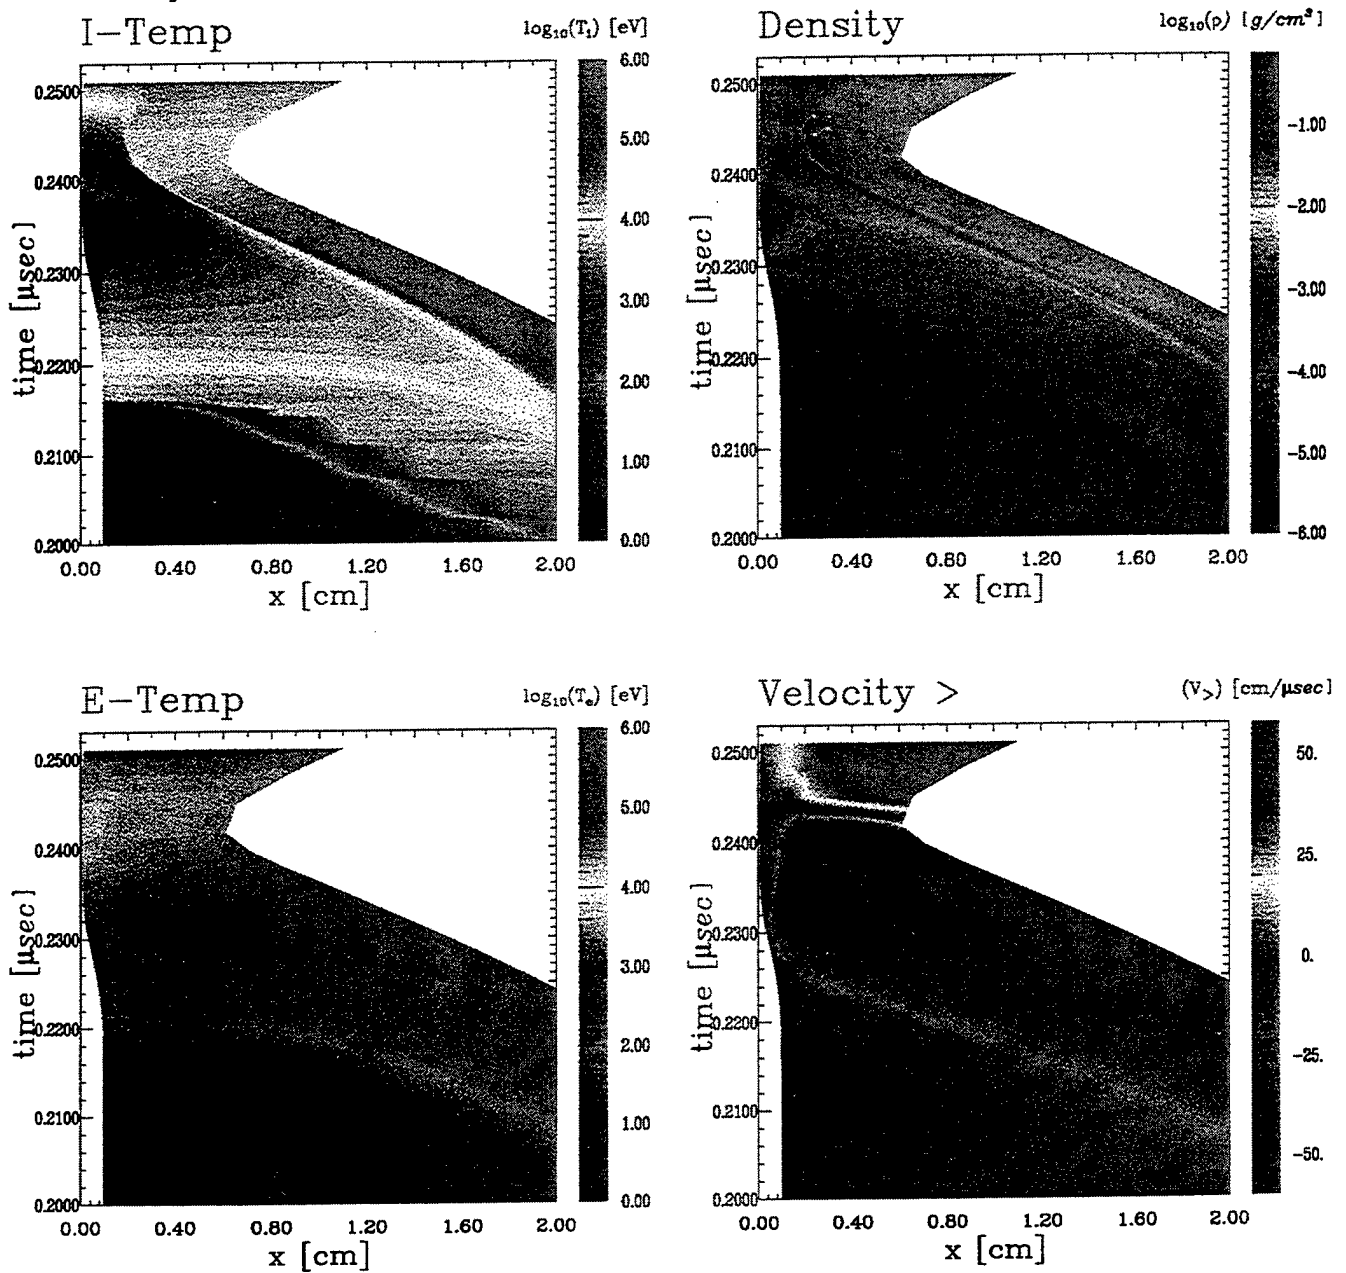 I-Temp
log₁₀(Tᵢ) [eV]
6.00
5.00
4.00
3.00
2.00
1.00
0.00
time [μsec]
0.2500
0.2400
0.2300
0.2200
0.2100
0.2000
0.00 0.40 0.80 1.20 1.60 2.00
x [cm]
Density
log₁₀(ρ) [g/cm³]
-1.00
-2.00
-3.00
-4.00
-5.00
-6.00
time [μsec]
0.2500
0.2400
0.2300
0.2200
0.2100
0.2000
0.00 0.40 0.80 1.20 1.60 2.00
x [cm]
E-Temp
log₁₀(Tₑ) [eV]
6.00
5.00
4.00
3.00
2.00
1.00
0.00
time [μsec]
0.2500
0.2400
0.2300
0.2200
0.2100
0.2000
0.00 0.40 0.80 1.20 1.60 2.00
x [cm]
Velocity >
(V>) [cm/μsec]
50.
25.
0.
-25.
-50.
time [μsec]
0.2500
0.2400
0.2300
0.2200
0.2100
0.2000
0.00 0.40 0.80 1.20 1.60 2.00
x [cm]